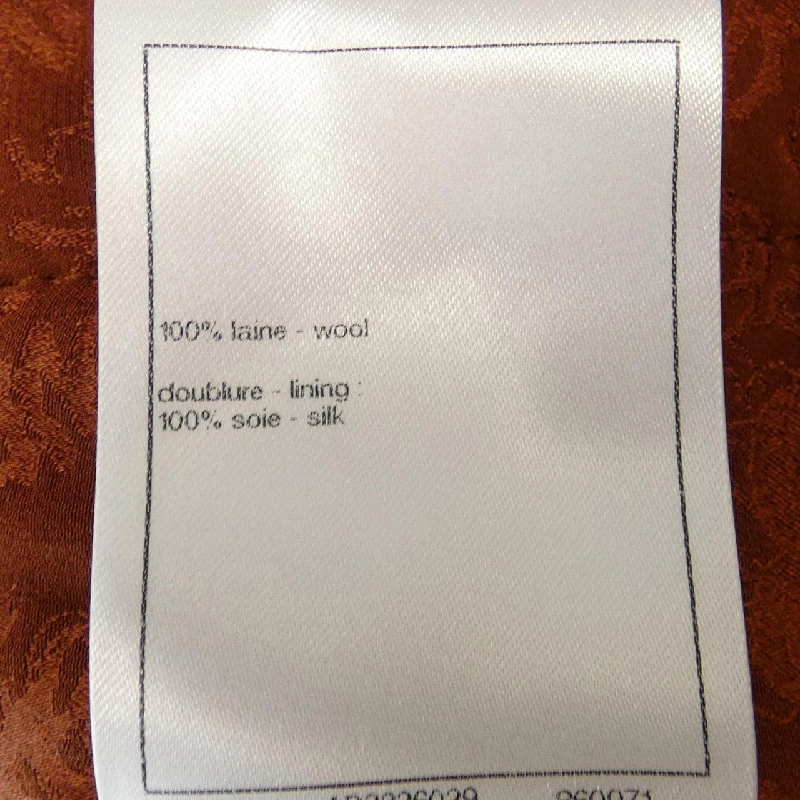 100% laine - wool
doublure - lining :
100% soie - silk